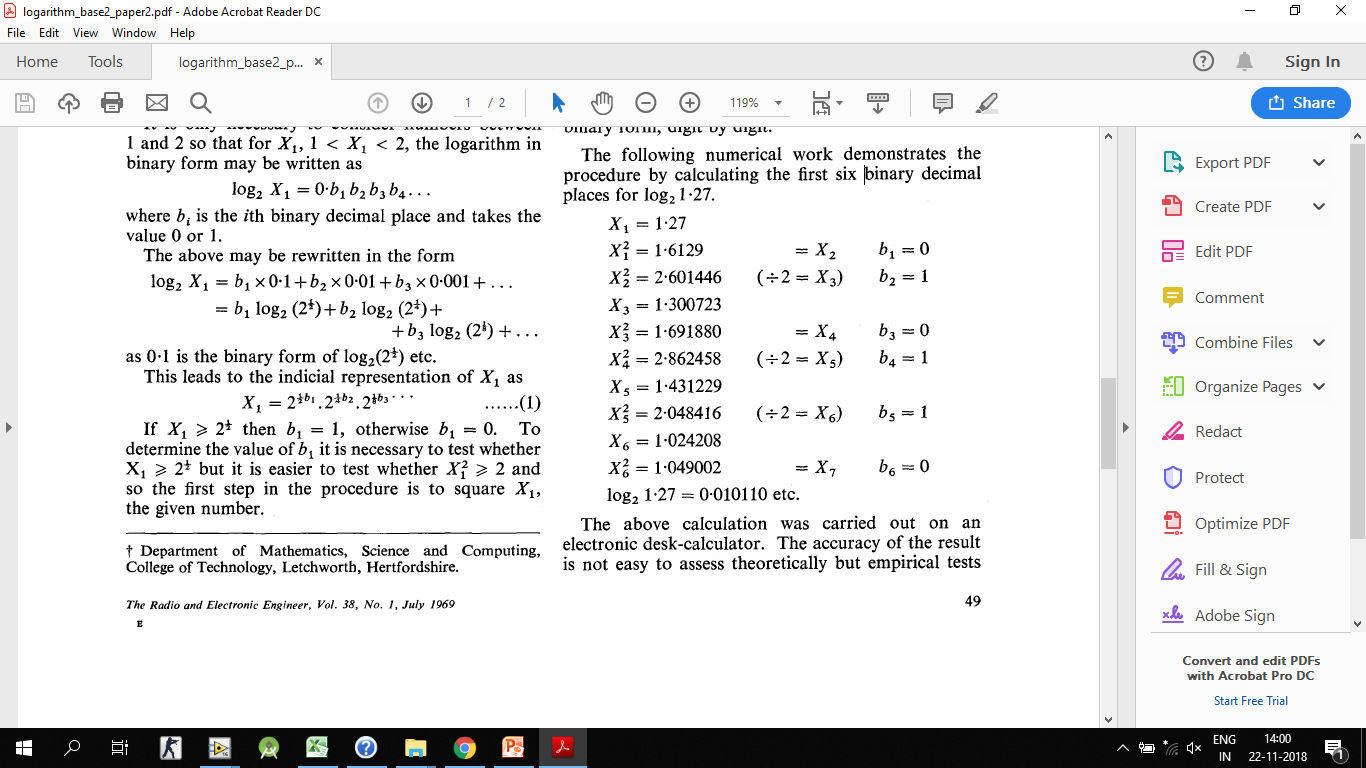 logarithm_base2_paper2.pdf - Adobe Acrobat Reader DC
File Edit View Window Help
Home Tools logarithm_base2_p... ×
1 / 2 119% Share
Sign In
It is only necessary to consider numbers between
1 and 2 so that for X₁, 1 < X₁ < 2, the logarithm in
binary form may be written as
log₂ X₁ = 0·b₁ b₂ b₃ b₄ . . .
where bᵢ is the ith binary decimal place and takes the
value 0 or 1.
The above may be rewritten in the form
log₂ X₁ = b₁ × 0·1 + b₂ × 0·01 + b₃ × 0·001 + . . .
= b₁ log₂ (2^½) + b₂ log₂ (2^¼) +
+ b₃ log₂ (2^⅛) + . . .
as 0·1 is the binary form of log₂(2^½) etc.
This leads to the indicial representation of X₁ as
X₁ = 2^(½b₁) . 2^(¼b₂) . 2^(⅛b₃) · · · ......(1)
If X₁ ⩾ 2^½ then b₁ = 1, otherwise b₁ = 0. To
determine the value of b₁ it is necessary to test whether
X₁ ⩾ 2^½ but it is easier to test whether X₁² ⩾ 2 and
so the first step in the procedure is to square X₁,
the given number.
† Department of Mathematics, Science and Computing,
College of Technology, Letchworth, Hertfordshire.
The Radio and Electronic Engineer, Vol. 38, No. 1, July 1969
E
binary form, digit by digit.
The following numerical work demonstrates the
procedure by calculating the first six binary decimal
places for log₂ 1·27.
X₁ = 1·27
X₁² = 1·6129 = X₂ b₁ = 0
X₂² = 2·601446 (÷2 = X₃) b₂ = 1
X₃ = 1·300723
X₃² = 1·691880 = X₄ b₃ = 0
X₄² = 2·862458 (÷2 = X₅) b₄ = 1
X₅ = 1·431229
X₅² = 2·048416 (÷2 = X₆) b₅ = 1
X₆ = 1·024208
X₆² = 1·049002 = X₇ b₆ = 0
log₂ 1·27 = 0·010110 etc.
The above calculation was carried out on an
electronic desk-calculator. The accuracy of the result
is not easy to assess theoretically but empirical tests
49
Export PDF
Create PDF
Edit PDF
Comment
Combine Files
Organize Pages
Redact
Protect
Optimize PDF
Fill & Sign
Adobe Sign
Convert and edit PDFs
with Acrobat Pro DC
Start Free Trial
ENG
IN
14:00
22-11-2018
1